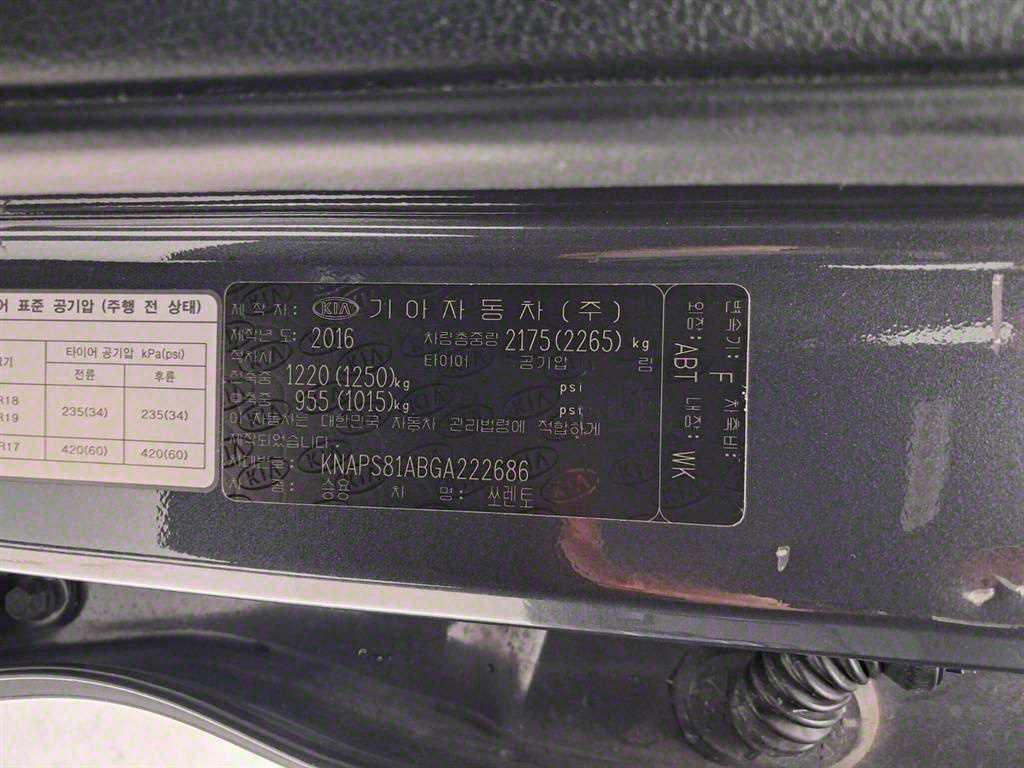 어 표준 공기압 (주행 전 상태)
타이어 공기압 kPa(psi)
전륜 후륜
R18
R19
235(34) 235(34)
R17 420(60) 420(60)
제 작 자 : KIA 기아자동차(주)
제작년 도: 2016 차량총중량 2175(2265) kg
적차시 타이어 공기압 림
1220(1250)kg psi
955(1015)kg psi
이 자동차는 대한민국 자동차 관리법령에 적합하게
제작되었습니다.
KNAPS81ABGA222686
승용 차 명: 쏘렌토
변속기: F 차축비:
외장: ABT 내장: WK